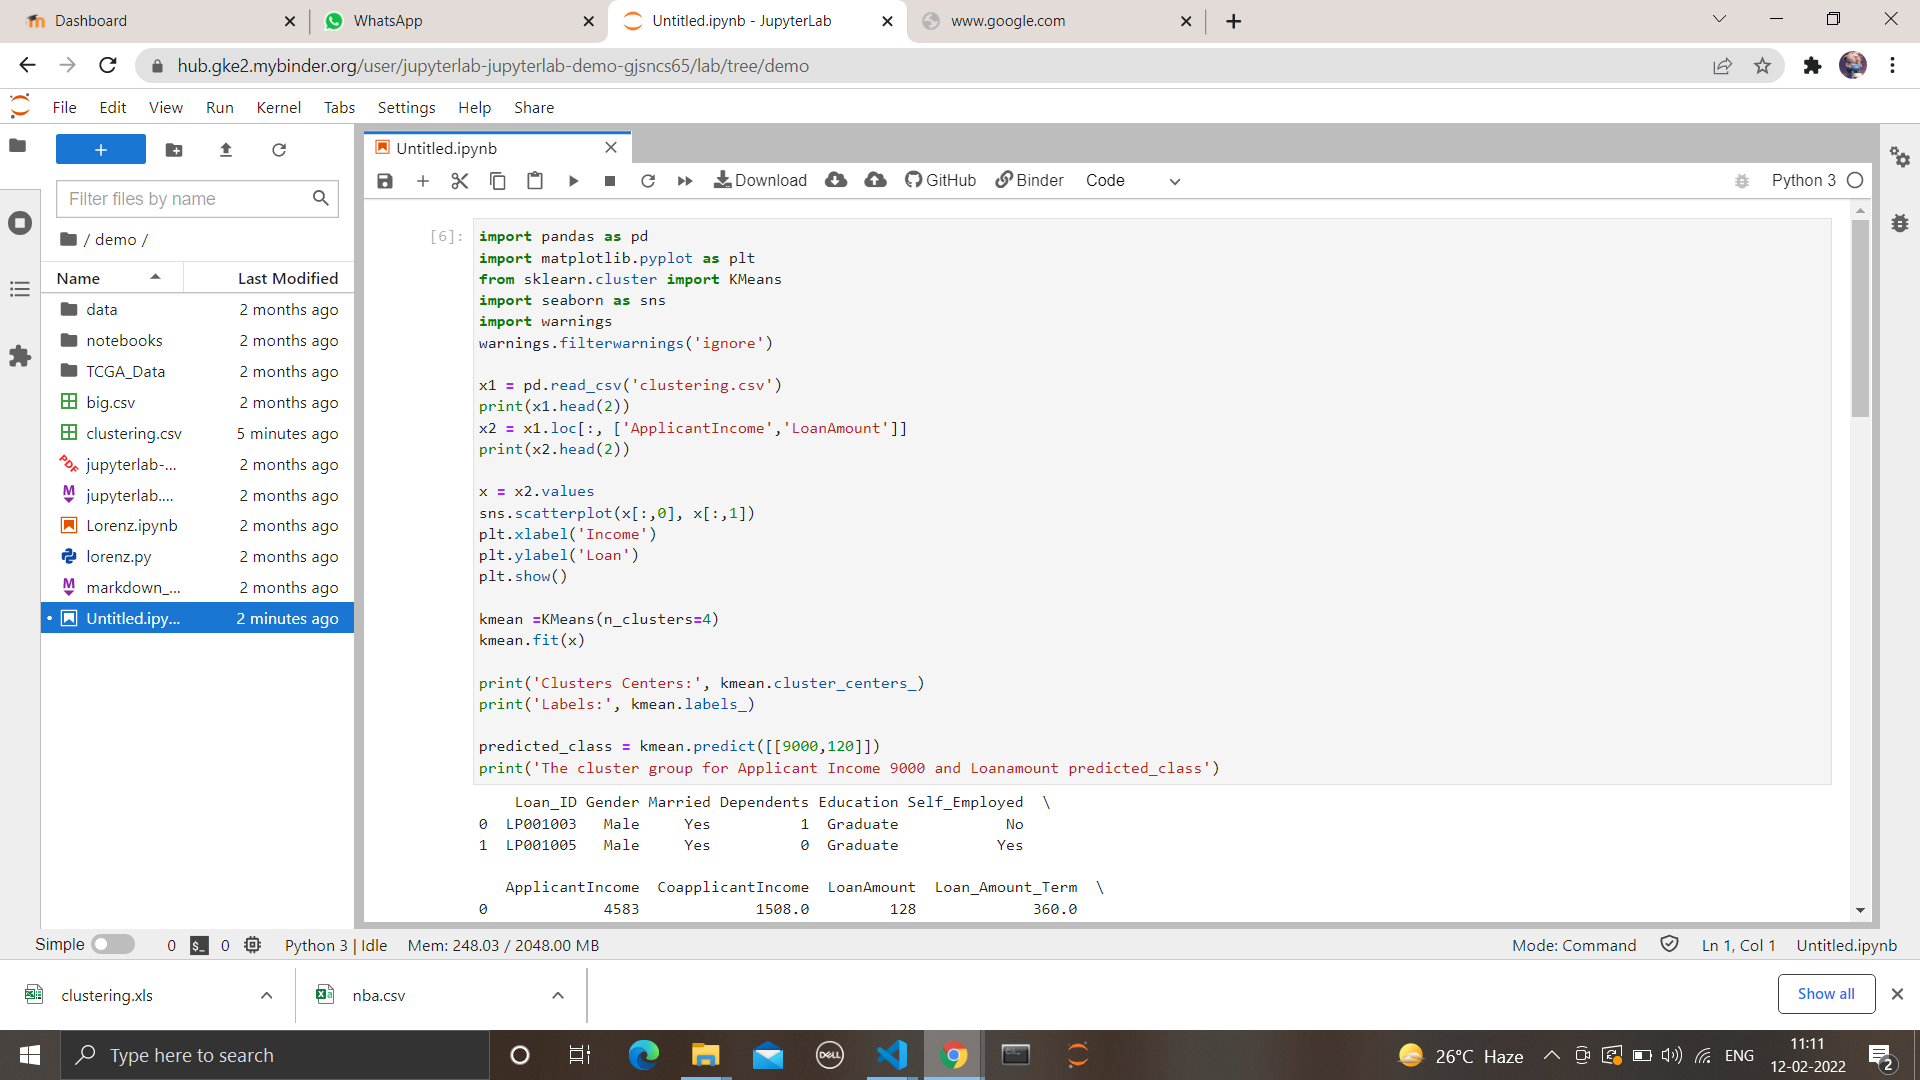 Dashboard
WhatsApp
Untitled.ipynb - JupyterLab
www.google.com
hub.gke2.mybinder.org/user/jupyterlab-jupyterlab-demo-gjsncs65/lab/tree/demo
File Edit View Run Kernel Tabs Settings Help Share
Untitled.ipynb
Download GitHub Binder Code Python 3
Filter files by name
/ demo /
Name Last Modified
data 2 months ago
notebooks 2 months ago
TCGA_Data 2 months ago
big.csv 2 months ago
clustering.csv 5 minutes ago
jupyterlab-... 2 months ago
jupyterlab.... 2 months ago
Lorenz.ipynb 2 months ago
lorenz.py 2 months ago
markdown_... 2 months ago
Untitled.ipy... 2 minutes ago
[6]:
import pandas as pd
import matplotlib.pyplot as plt
from sklearn.cluster import KMeans
import seaborn as sns
import warnings
warnings.filterwarnings('ignore')
x1 = pd.read_csv('clustering.csv')
print(x1.head(2))
x2 = x1.loc[:, ['ApplicantIncome','LoanAmount']]
print(x2.head(2))
x = x2.values
sns.scatterplot(x[:,0], x[:,1])
plt.xlabel('Income')
plt.ylabel('Loan')
plt.show()
kmean =KMeans(n_clusters=4)
kmean.fit(x)
print('Clusters Centers:', kmean.cluster_centers_)
print('Labels:', kmean.labels_)
predicted_class = kmean.predict([[9000,120]])
print('The cluster group for Applicant Income 9000 and Loanamount predicted_class')
Loan_ID Gender Married Dependents Education Self_Employed \
0 LP001003 Male Yes 1 Graduate No
1 LP001005 Male Yes 0 Graduate Yes
ApplicantIncome CoapplicantIncome LoanAmount Loan_Amount_Term \
0 4583 1508.0 128 360.0
Simple 0 $_ 0 Python 3 | Idle Mem: 248.03 / 2048.00 MB Mode: Command Ln 1, Col 1 Untitled.ipynb
clustering.xls
nba.csv
Show all
Type here to search
DELL
26°C Haze
ENG
11:11
12-02-2022
2